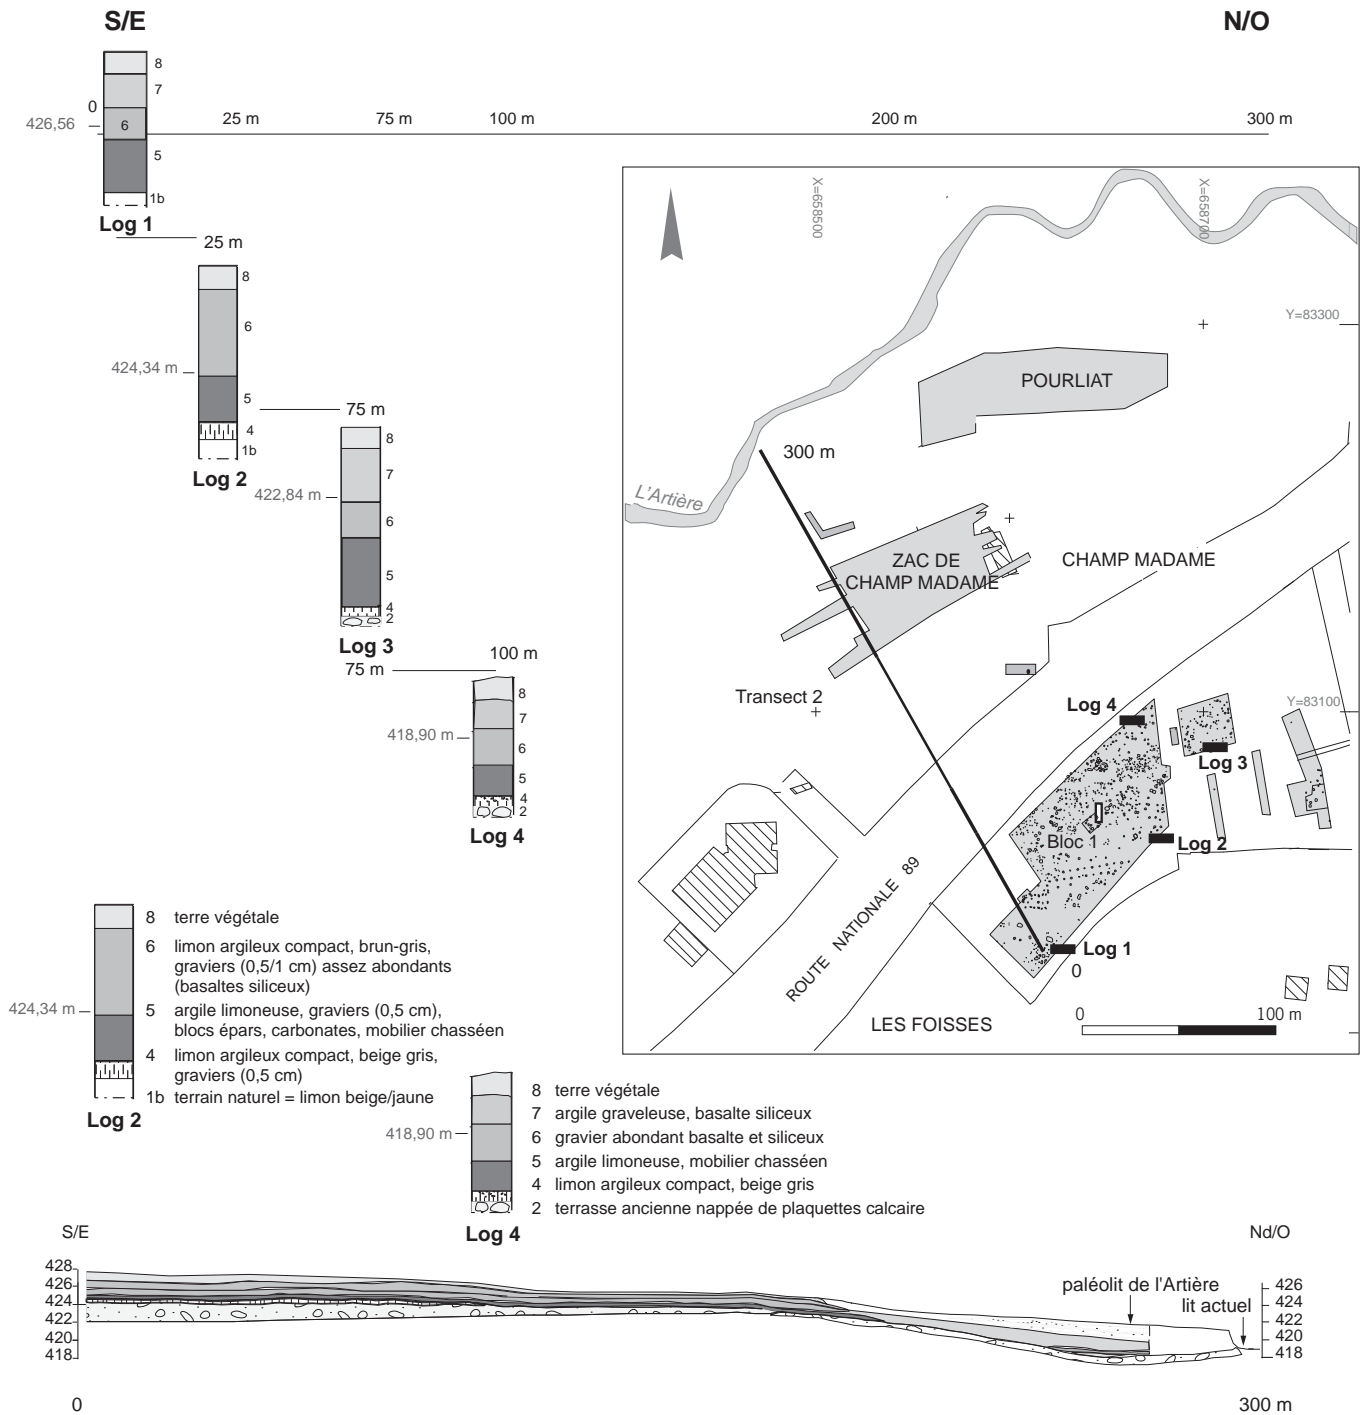 S/E
N/O
8
7
0
426,56
6
5
1b
Log 1
25 m
75 m
100 m
200 m
300 m
25 m
8
6
424,34 m
5
4
1b
Log 2
75 m
8
7
422,84 m
6
5
4
2
Log 3
75 m
100 m
8
7
418,90 m
6
5
4
2
Log 4
X=658500
X=658700
Y=83300
POURLIAT
300 m
L'Artière
ZAC DE
CHAMP MADAME
CHAMP MADAME
Transect 2
Y=83100
Log 4
Log 3
Bloc 1
Log 2
ROUTE NATIONALE 89
Log 1
0
LES FOISSES
0
100 m
8 terre végétale
6 limon argileux compact, brun-gris,
graviers (0,5/1 cm) assez abondants
(basaltes siliceux)
424,34 m
5 argile limoneuse, graviers (0,5 cm),
blocs épars, carbonates, mobilier chasséen
4 limon argileux compact, beige gris,
graviers (0,5 cm)
1b terrain naturel = limon beige/jaune
Log 2
8 terre végétale
7 argile graveleuse, basalte siliceux
418,90 m
6 gravier abondant basalte et siliceux
5 argile limoneuse, mobilier chasséen
4 limon argileux compact, beige gris
2 terrasse ancienne nappée de plaquettes calcaire
Log 4
S/E
Nd/O
428
426
424
422
420
418
paléolit de l'Artière
lit actuel
426
424
422
420
418
0
300 m